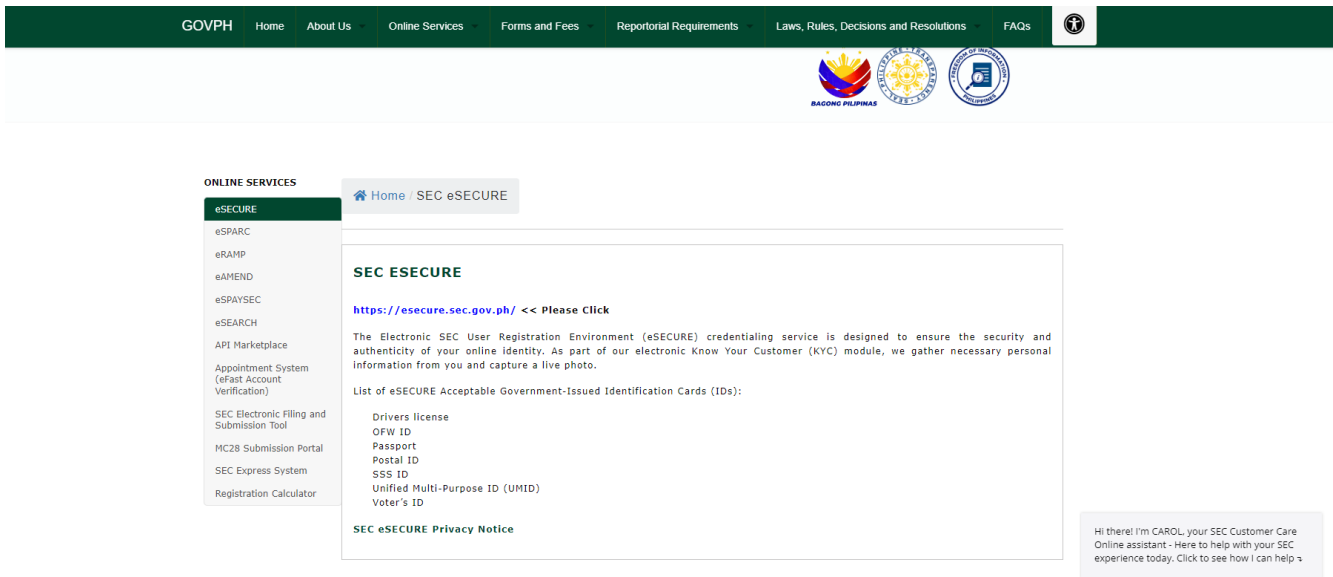 GOVPH Home About Us Online Services Forms and Fees Reportorial Requirements Laws, Rules, Decisions and Resolutions FAQs
BAGONG PILIPINAS
PHILIPPINE TRANSPARENCY SEAL
FREEDOM OF INFORMATION PHILIPPINES
ONLINE SERVICES
eSECURE
eSPARC
eRAMP
eAMEND
eSPAYSEC
eSEARCH
API Marketplace
Appointment System
(eFast Account
Verification)
SEC Electronic Filing and
Submission Tool
MC28 Submission Portal
SEC Express System
Registration Calculator
Home / SEC eSECURE
SEC ESECURE
https://esecure.sec.gov.ph/ << Please Click
The Electronic SEC User Registration Environment (eSECURE) credentialing service is designed to ensure the security and
authenticity of your online identity. As part of our electronic Know Your Customer (KYC) module, we gather necessary personal
information from you and capture a live photo.
List of eSECURE Acceptable Government-Issued Identification Cards (IDs):
Drivers license
OFW ID
Passport
Postal ID
SSS ID
Unified Multi-Purpose ID (UMID)
Voter's ID
SEC eSECURE Privacy Notice
Hi there! I'm CAROL, your SEC Customer Care
Online assistant - Here to help with your SEC
experience today. Click to see how I can help ⤵